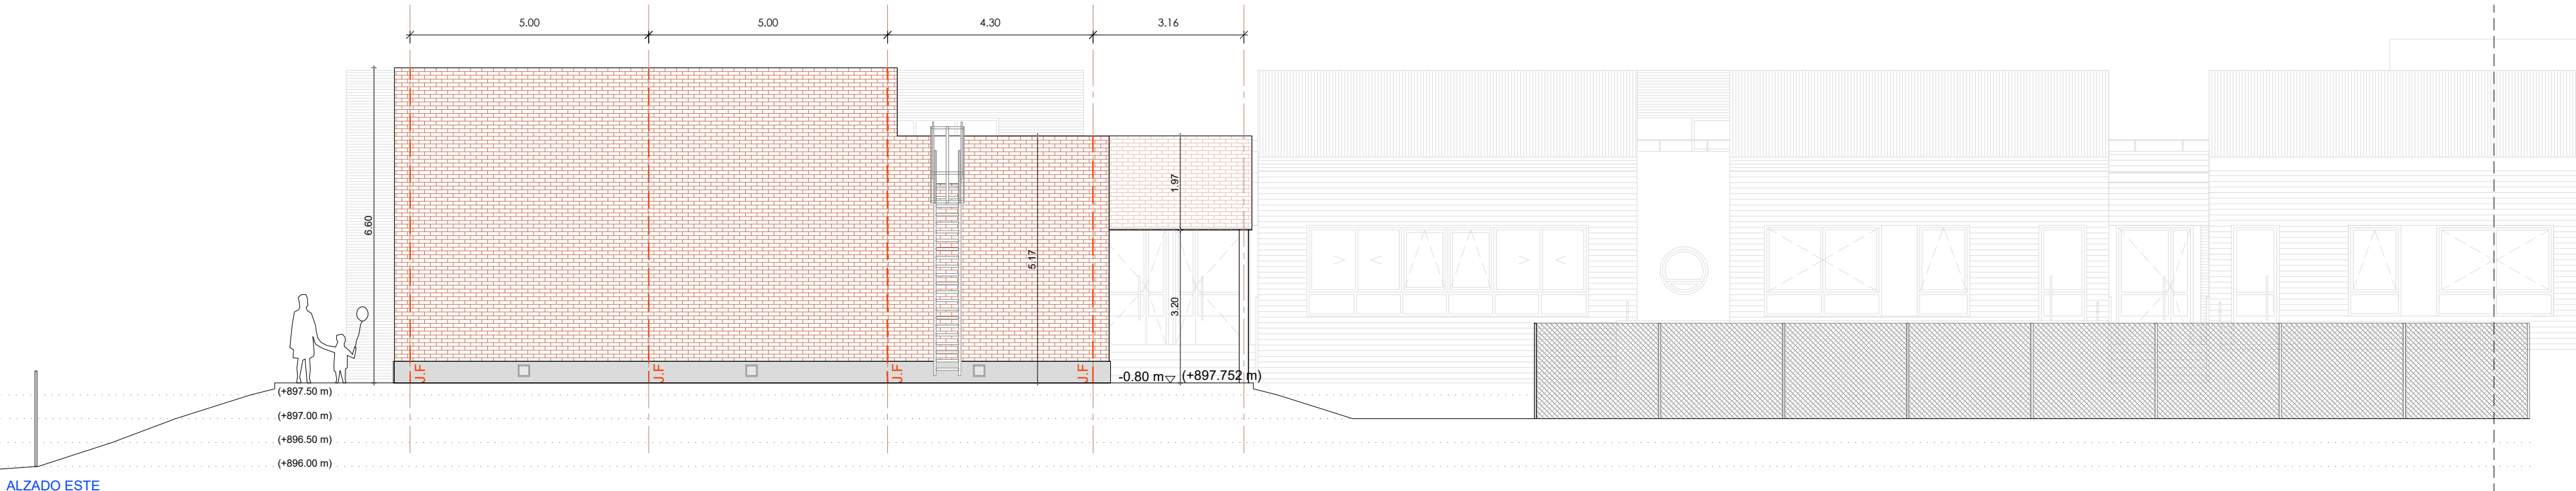 5.00
5.00
4.30
3.16
6.60
5.17
1.97
3.20
J.F
J.F
J.F
J.F
-0.80 m (+897.752 m)
(+897.50 m)
(+897.00 m)
(+896.50 m)
(+896.00 m)
ALZADO ESTE